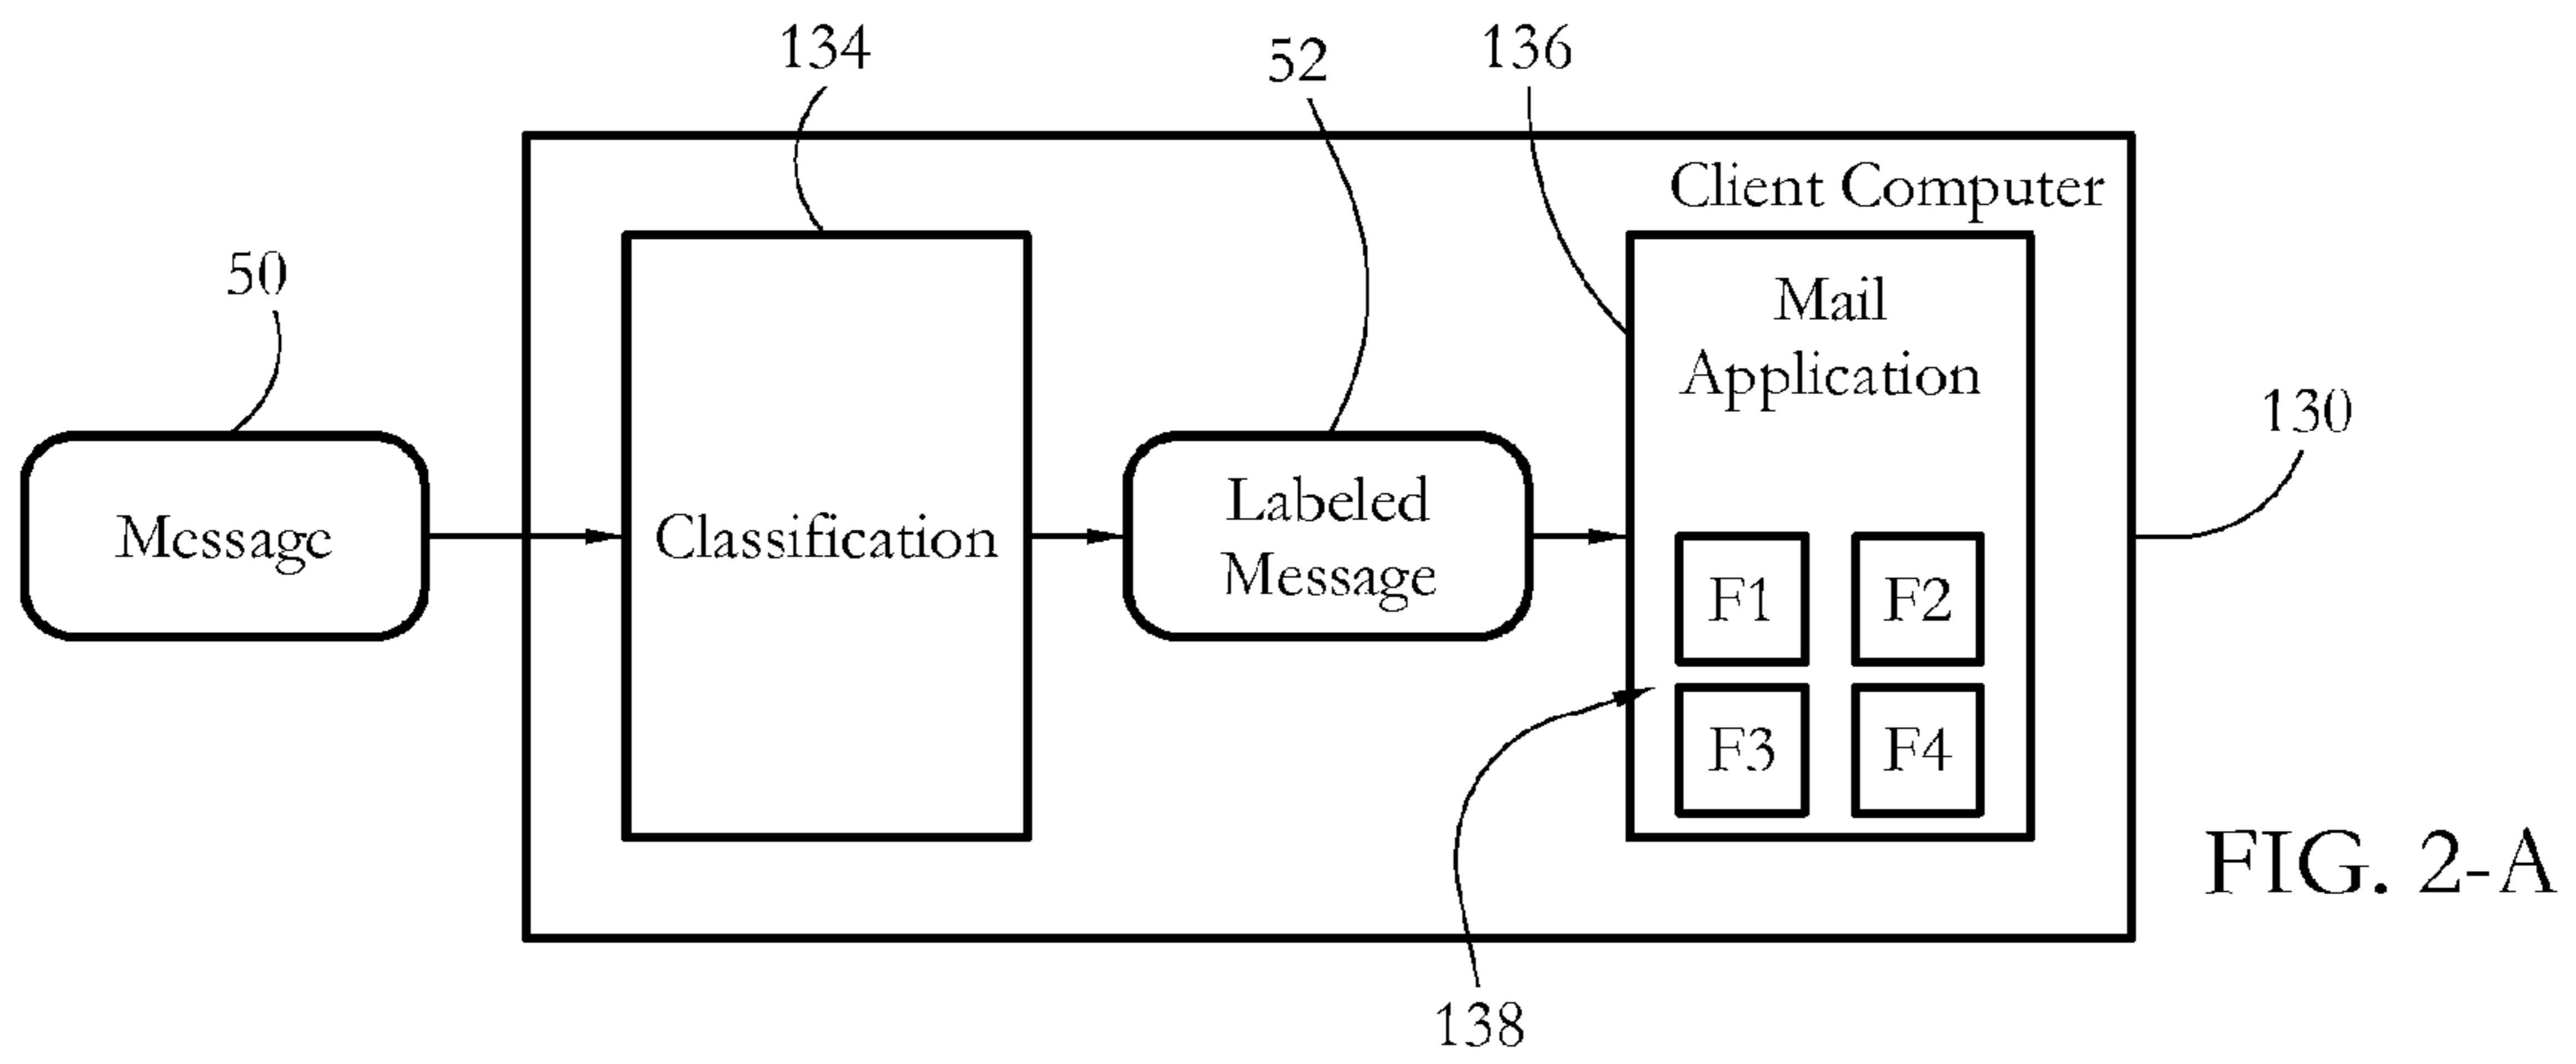 134
52
136
Client Computer
50
Mail
Application
130
Message
Classification
Labeled
Message
F1
F2
F3
F4
FIG. 2-A
138